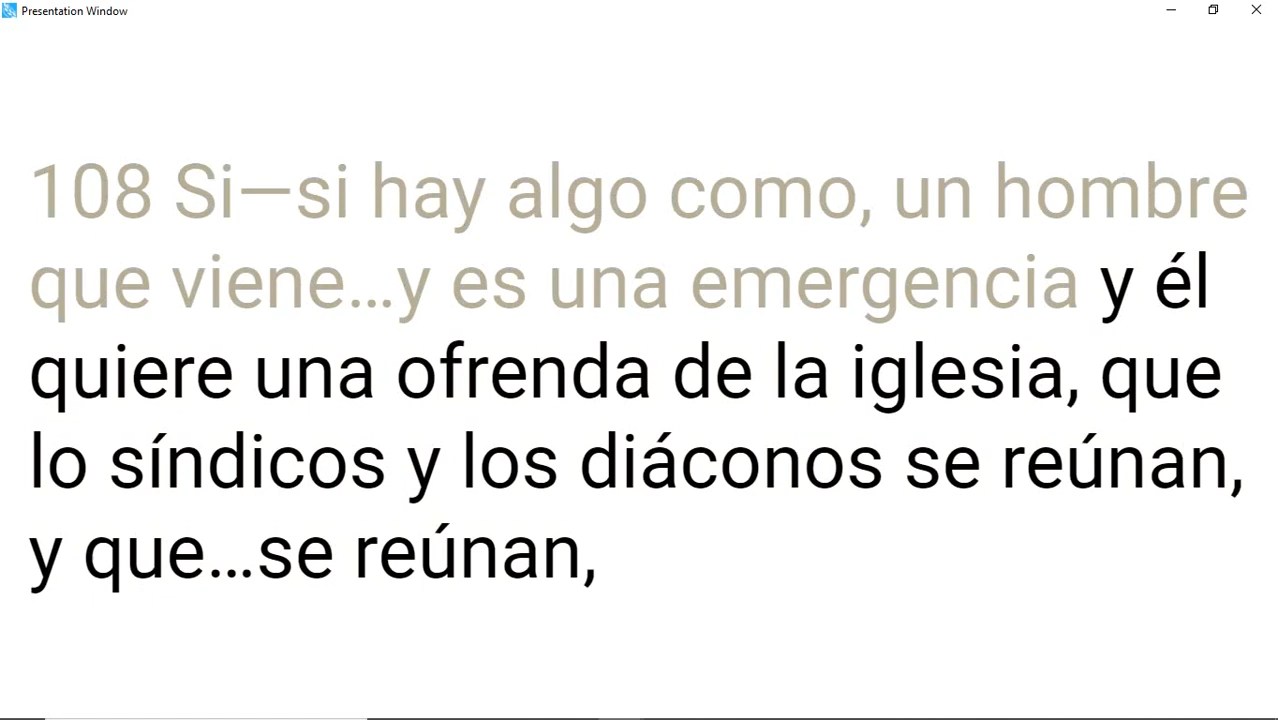 Presentation Window
108 Si—si hay algo como, un hombre
que viene...y es una emergencia y él
quiere una ofrenda de la iglesia, que
lo síndicos y los diáconos se reúnan,
y que...se reúnan,